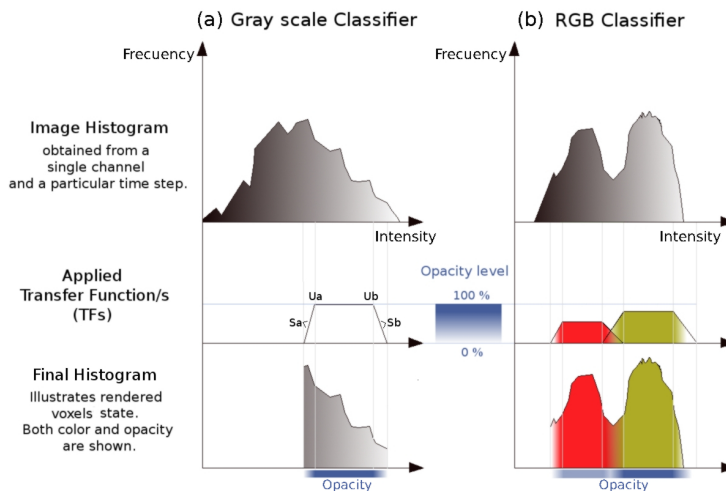 (a) Gray scale Classifier
(b) RGB Classifier
Frecuency
Frecuency
Image Histogram
obtained from a
single channel
and a particular time step.
Intensity
Intensity
Applied
Transfer Function/s
(TFs)
Ua
Ub
Sa
Sb
Opacity level
100 %
0 %
Final Histogram
Illustrates rendered
voxels state.
Both color and opacity
are shown.
Opacity
Opacity